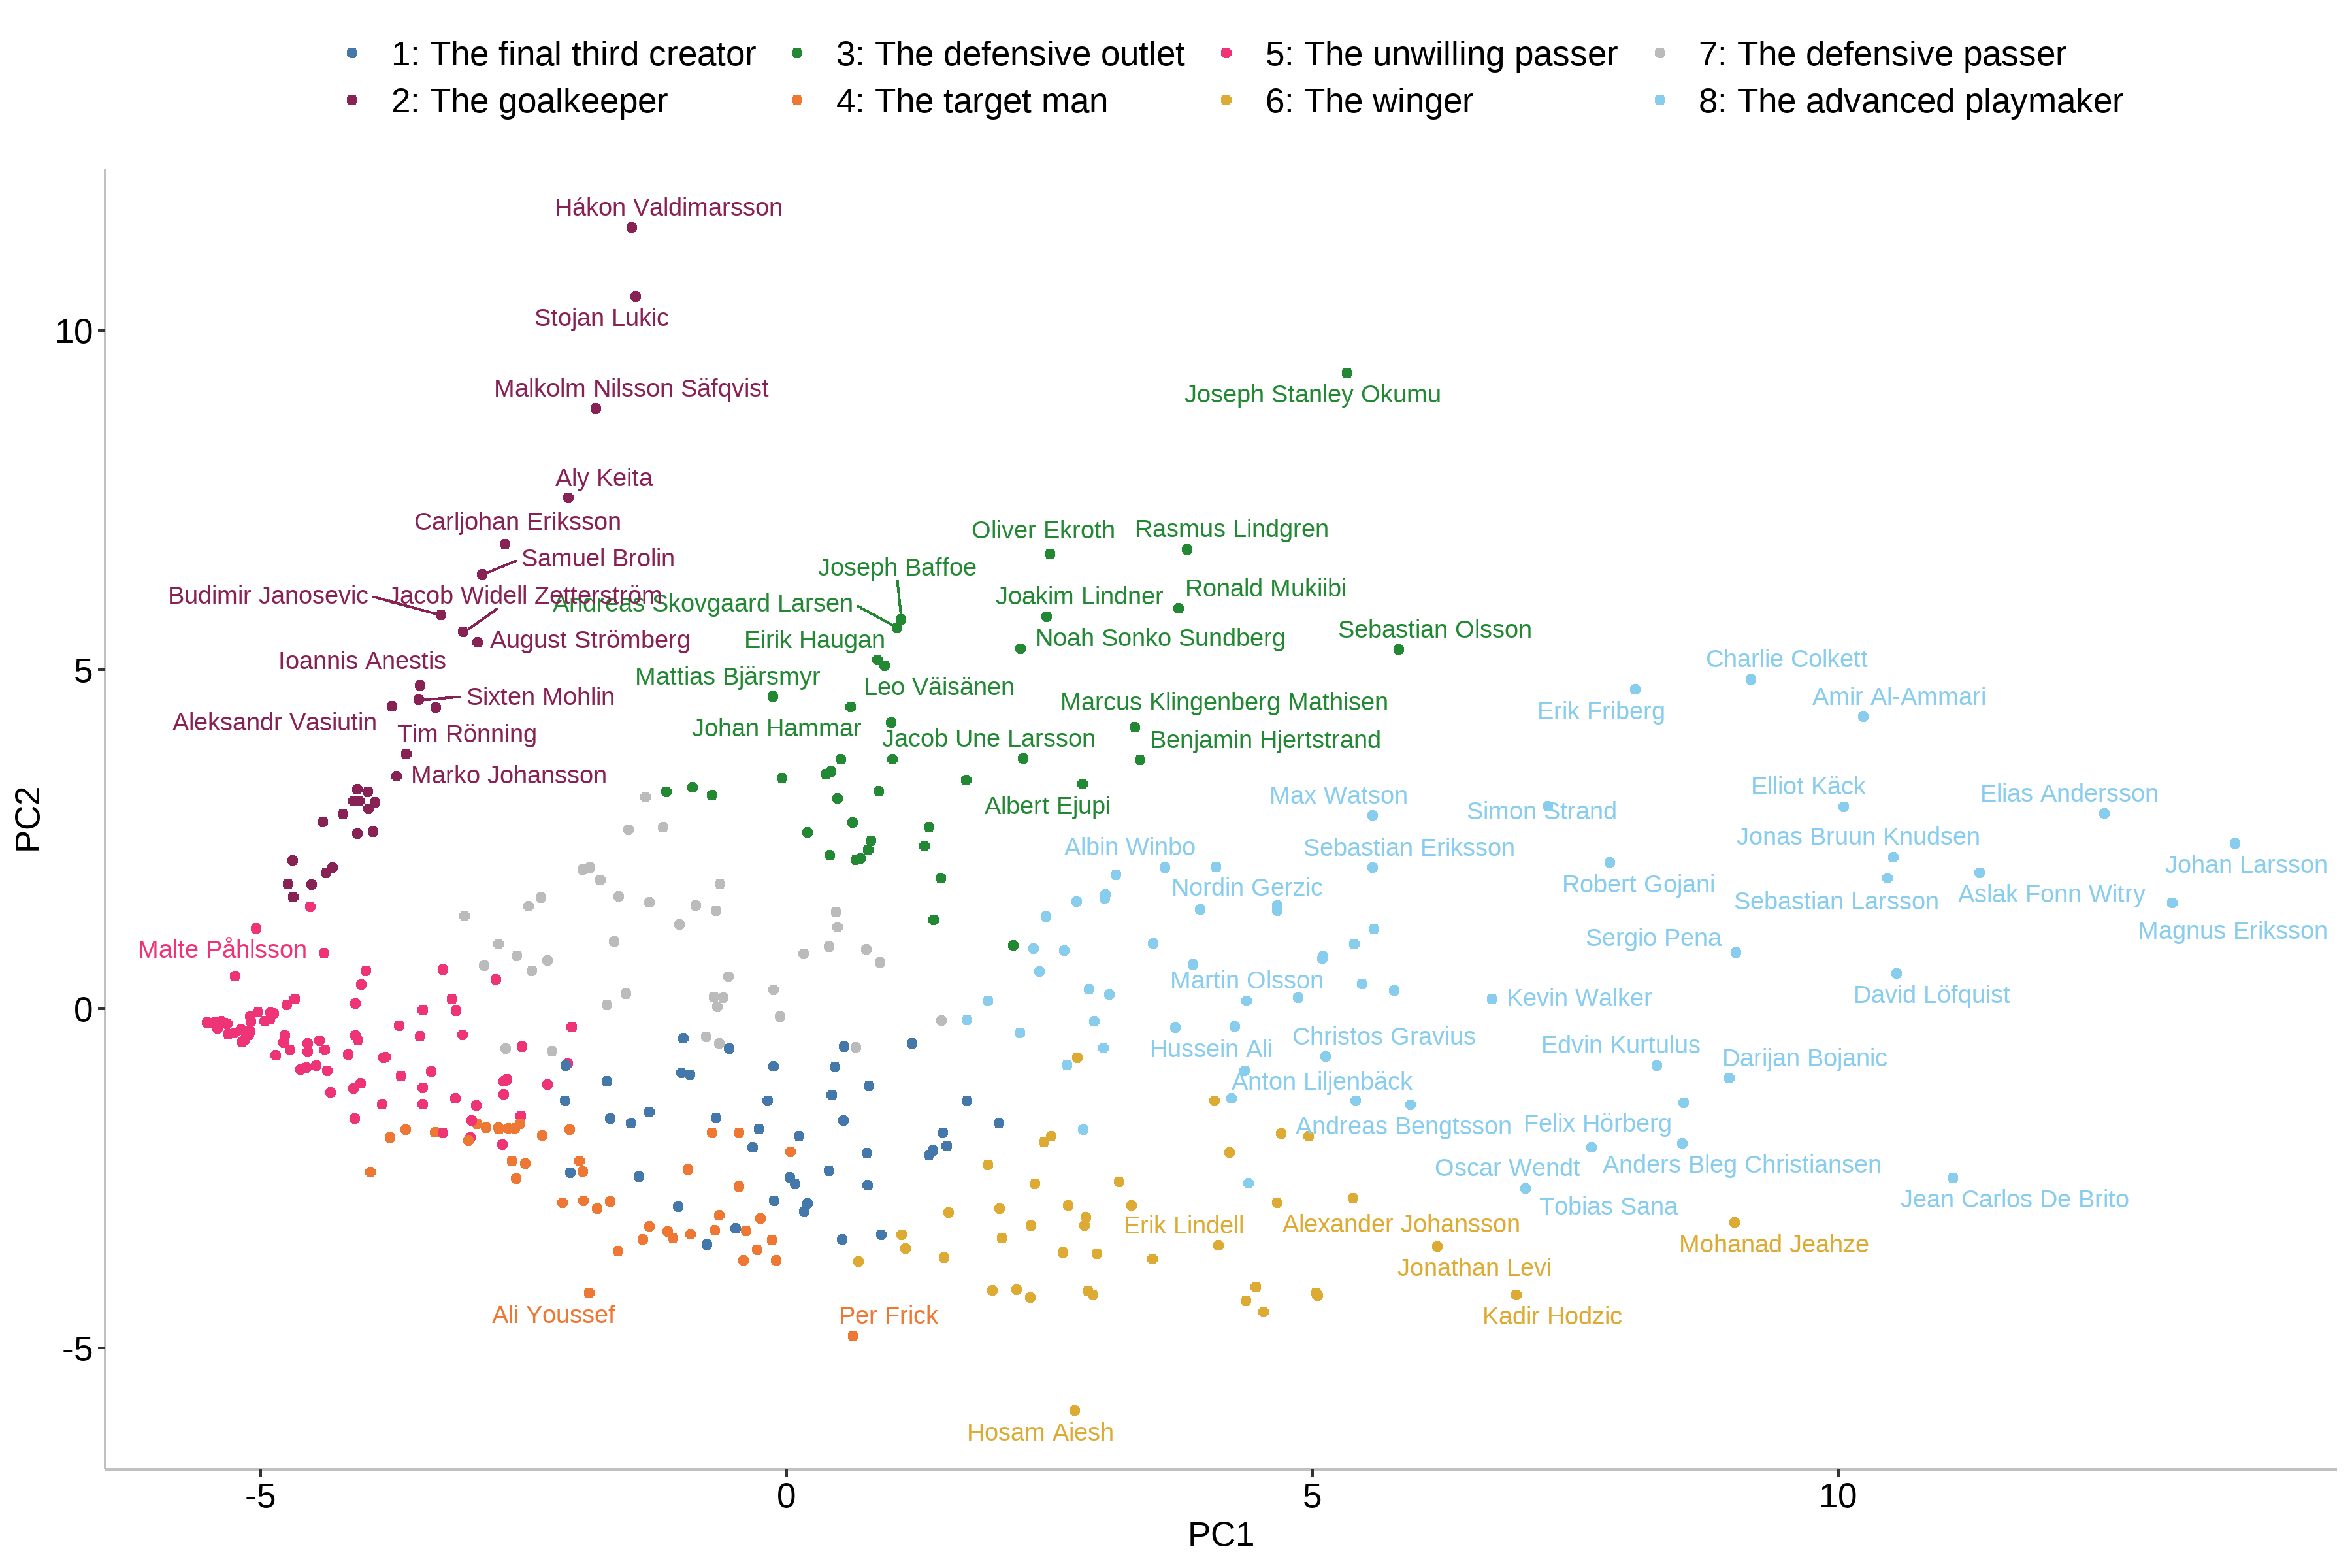 1: The final third creator
3: The defensive outlet
5: The unwilling passer
7: The defensive passer
2: The goalkeeper
4: The target man
6: The winger
8: The advanced playmaker
Hákon Valdimarsson
Stojan Lukic
10
Malkolm Nilsson Säfqvist
Joseph Stanley Okumu
Aly Keita
Carljohan Eriksson
Oliver Ekroth
Rasmus Lindgren
Samuel Brolin
Joseph Baffoe
Budimir Janosevic
Jacob Widell Zetterström
Andreas Skovgaard Larsen
Joakim Lindner
Ronald Mukiibi
August Strömberg
Eirik Haugan
Noah Sonko Sundberg
Sebastian Olsson
Ioannis Anestis
5
Mattias Bjärsmyr
Leo Väisänen
Charlie Colkett
Sixten Mohlin
Marcus Klingenberg Mathisen
Erik Friberg
Amir Al-Ammari
Aleksandr Vasiutin
Tim Rönning
Johan Hammar
Jacob Une Larsson
Benjamin Hjertstrand
Marko Johansson
Albert Ejupi
Max Watson
Simon Strand
Elliot Käck
Elias Andersson
Albin Winbo
Sebastian Eriksson
Jonas Bruun Knudsen
Johan Larsson
Nordin Gerzic
Robert Gojani
Sebastian Larsson
Aslak Fonn Witry
Magnus Eriksson
Malte Påhlsson
Sergio Pena
Martin Olsson
Kevin Walker
David Löfquist
0
Christos Gravius
Hussein Ali
Edvin Kurtulus
Darijan Bojanic
Anton Liljenbäck
Andreas Bengtsson
Felix Hörberg
Oscar Wendt
Anders Bleg Christiansen
Tobias Sana
Jean Carlos De Brito
Erik Lindell
Alexander Johansson
Mohanad Jeahze
Jonathan Levi
Ali Youssef
Per Frick
Kadir Hodzic
-5
Hosam Aiesh
PC2
-5
0
5
10
PC1